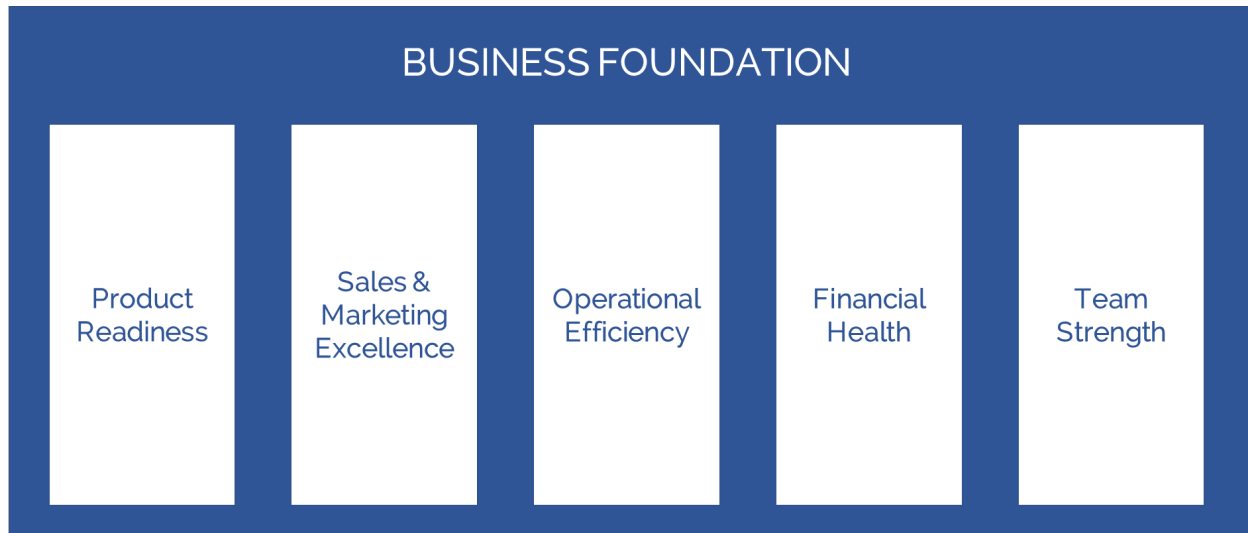 BUSINESS FOUNDATION
Product
Readiness
Sales &
Marketing
Excellence
Operational
Efficiency
Financial
Health
Team
Strength